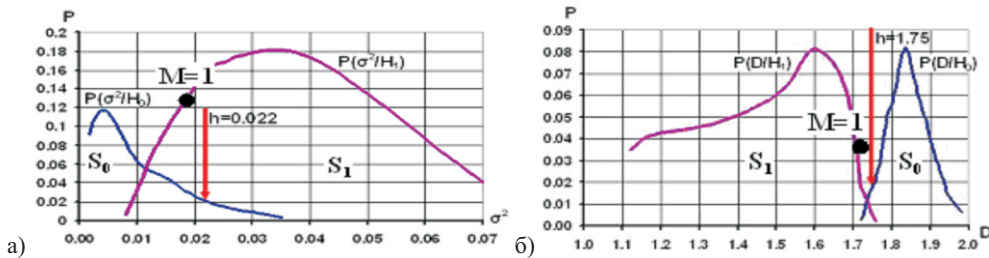 P
0.2
0.18
0.16
0.14
0.12
0.1
0.08
0.06
0.04
0.02
0
0.00 0.01 0.02 0.03 0.04 0.05 0.06 0.07
σ²
P(σ²/H₀)
P(σ²/H₁)
M=1
h=0.022
S₀
S₁
а)
P
0.09
0.08
0.07
0.06
0.05
0.04
0.03
0.02
0.01
0.00
1.0 1.1 1.2 1.3 1.4 1.5 1.6 1.7 1.8 1.9 2.0
D
h=1.75
P(D/H₁)
P(D/H₀)
M=1
S₁
S₀
б)